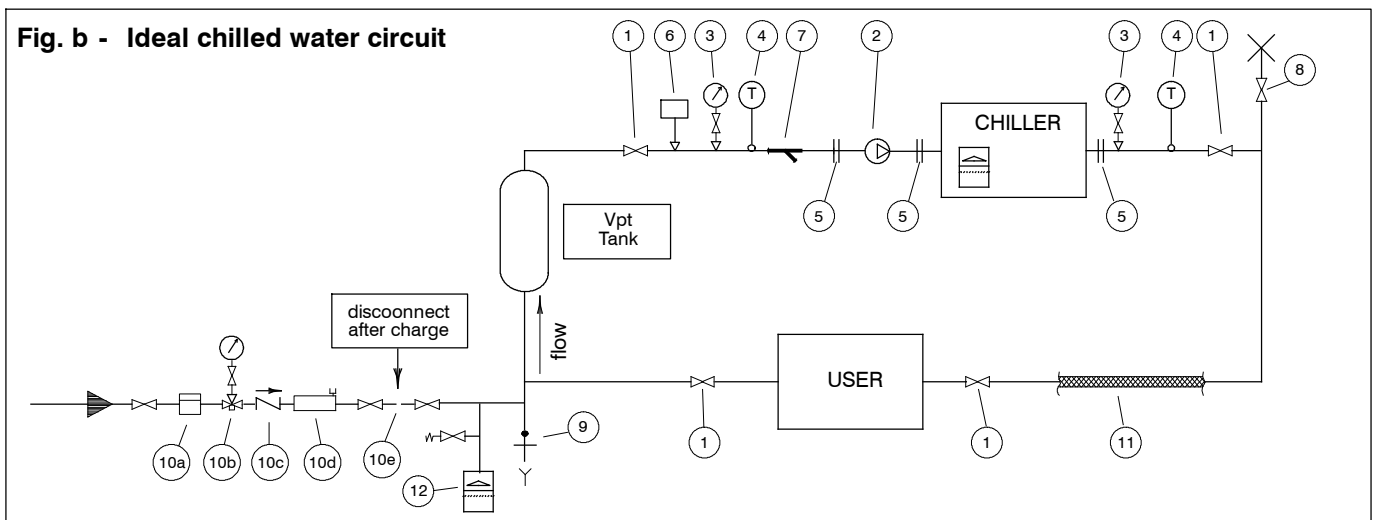 Fig. b - Ideal chilled water circuit
1
6
3
4
7
2
3
4
1
8
T
T
CHILLER
5
5
5
Vpt
Tank
discoonnect
after charge
flow
USER
1
1
11
9
10a
10b
10c
10d
10e
12